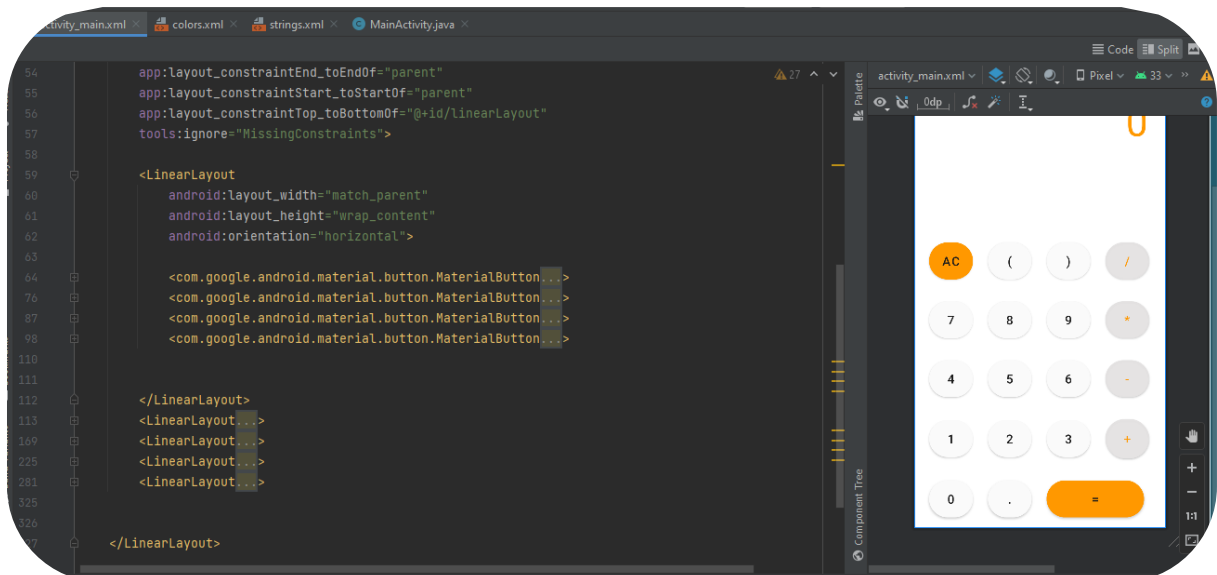 activity_main.xml colors.xml strings.xml MainActivity.java
Code Split
54 app:layout_constraintEnd_toEndOf="parent"
55 app:layout_constraintStart_toStartOf="parent"
56 app:layout_constraintTop_toBottomOf="@+id/linearLayout"
57 tools:ignore="MissingConstraints">
58
59 <LinearLayout
60 android:layout_width="match_parent"
61 android:layout_height="wrap_content"
62 android:orientation="horizontal">
63
64 <com.google.android.material.button.MaterialButton...>
76 <com.google.android.material.button.MaterialButton...>
87 <com.google.android.material.button.MaterialButton...>
98 <com.google.android.material.button.MaterialButton...>
110
111
112 </LinearLayout>
113 <LinearLayout...>
169 <LinearLayout...>
225 <LinearLayout...>
281 <LinearLayout...>
325
326
</LinearLayout>
27
Palette
Component Tree
activity_main.xml Pixel 33 »
0dp
0
AC ( ) /
7 8 9 *
4 5 6 -
1 2 3 +
0 . =
+
−
1:1